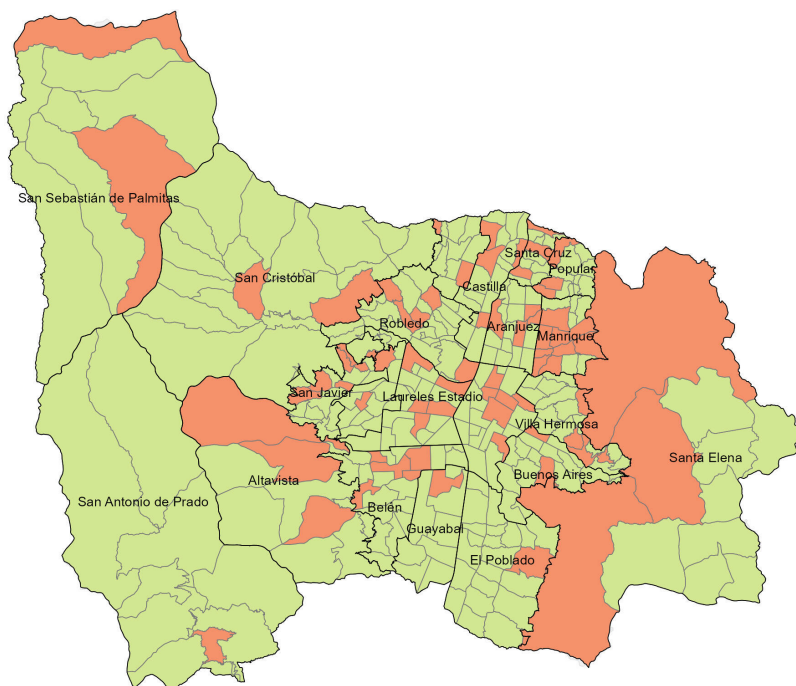 San Sebastián de Palmitas
San Cristóbal
Santa Cruz
Popular
Castilla
Robledo
Aranjuez
Manrique
San Javier
Laureles Estadio
Villa Hermosa
Santa Elena
Buenos Aires
Altavista
San Antonio de Prado
Belén
Guayabal
El Poblado